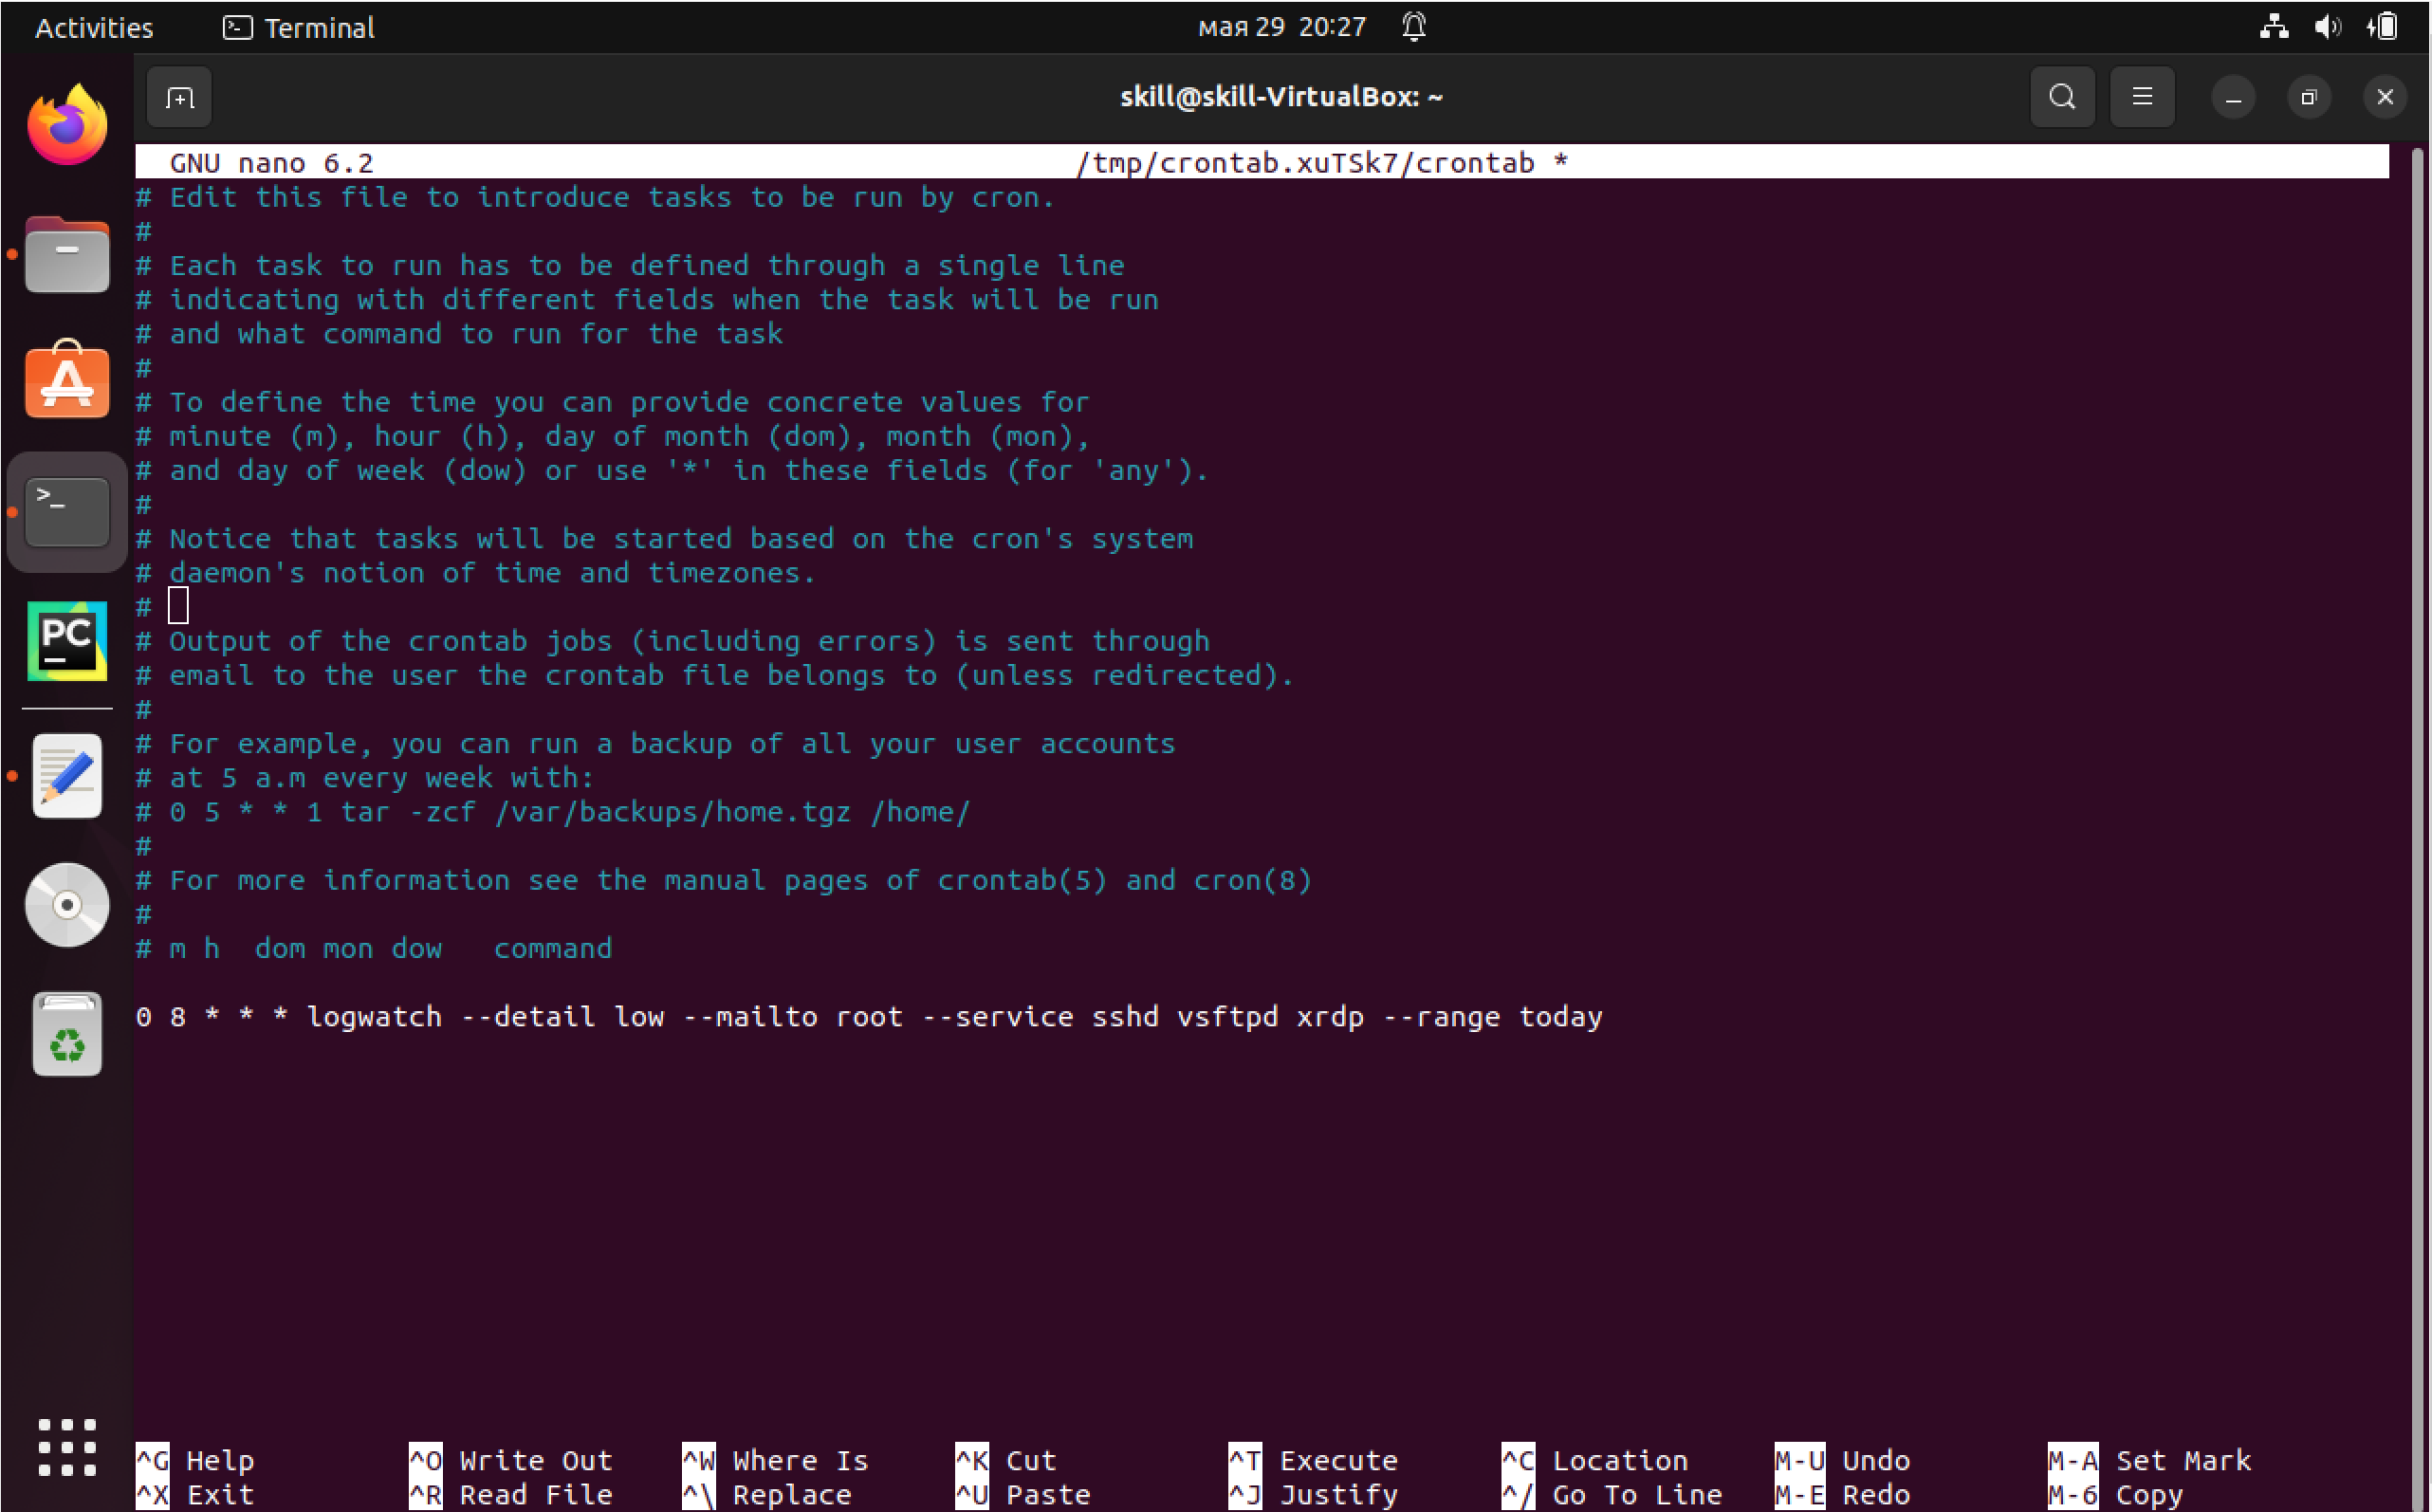 Activities Terminal мая 29 20:27
skill@skill-VirtualBox: ~
GNU nano 6.2 /tmp/crontab.xuTSk7/crontab *
# Edit this file to introduce tasks to be run by cron.
#
# Each task to run has to be defined through a single line
# indicating with different fields when the task will be run
# and what command to run for the task
#
# To define the time you can provide concrete values for
# minute (m), hour (h), day of month (dom), month (mon),
# and day of week (dow) or use '*' in these fields (for 'any').
#
# Notice that tasks will be started based on the cron's system
# daemon's notion of time and timezones.
#
# Output of the crontab jobs (including errors) is sent through
# email to the user the crontab file belongs to (unless redirected).
#
# For example, you can run a backup of all your user accounts
# at 5 a.m every week with:
# 0 5 * * 1 tar -zcf /var/backups/home.tgz /home/
#
# For more information see the manual pages of crontab(5) and cron(8)
#
# m h  dom mon dow   command
0 8 * * * logwatch --detail low --mailto root --service sshd vsftpd xrdp --range today
PC
^G Help ^O Write Out ^W Where Is ^K Cut ^T Execute ^C Location M-U Undo M-A Set Mark
^X Exit ^R Read File ^\ Replace ^U Paste ^J Justify ^/ Go To Line M-E Redo M-6 Copy